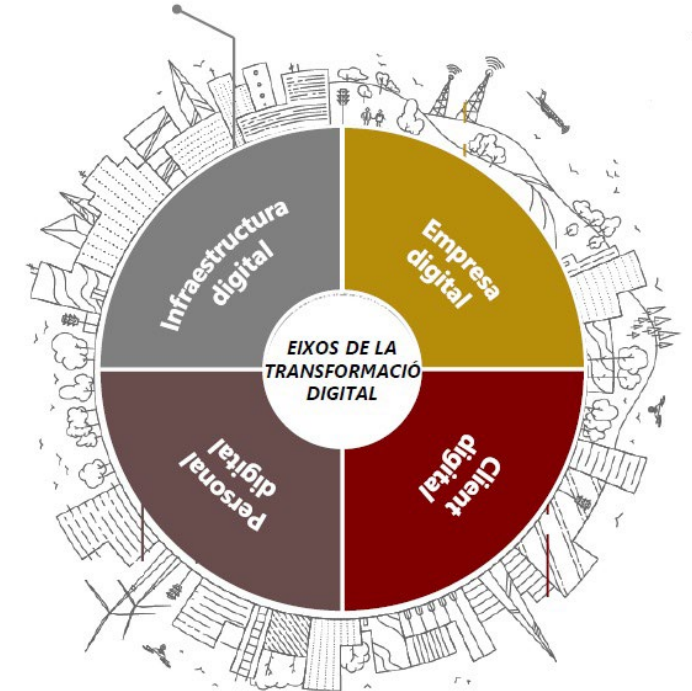 Infraestructura
digital
Empresa
digital
EIXOS DE LA
TRANSFORMACIÓ
DIGITAL
Personal
digital
Client
digital